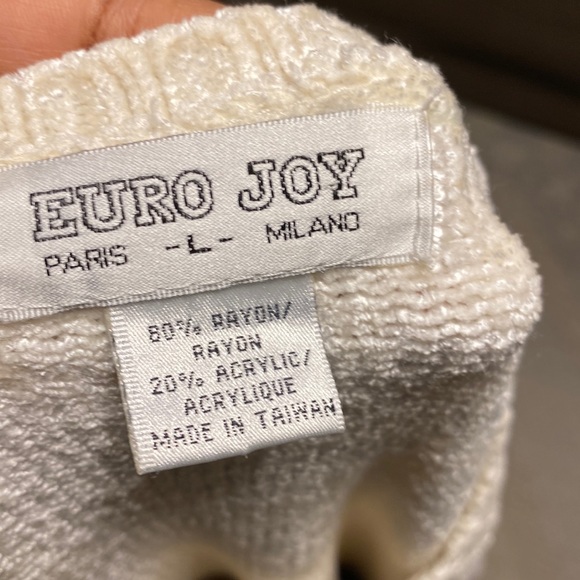 EURO JOY
PARIS -L- MILANO
80% RAYON/
RAYON
20% ACRYLIC/
ACRYLIQUE
MADE IN TAIWAN